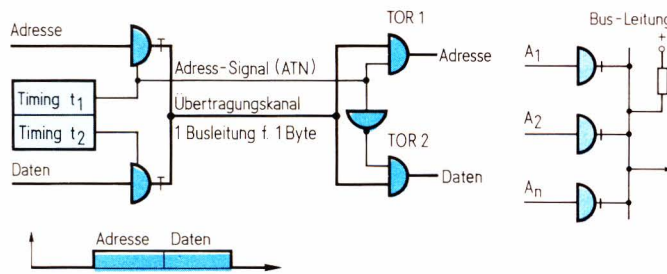 TOR 1
Bus-Leitung
+
Adresse
Adresse
A1
Adress-Signal (ATN)
Timing t1
Übertragungskanal
Timing t2
1 Busleitung f. 1 Byte
A2
TOR 2
Daten
Daten
An
Adresse Daten